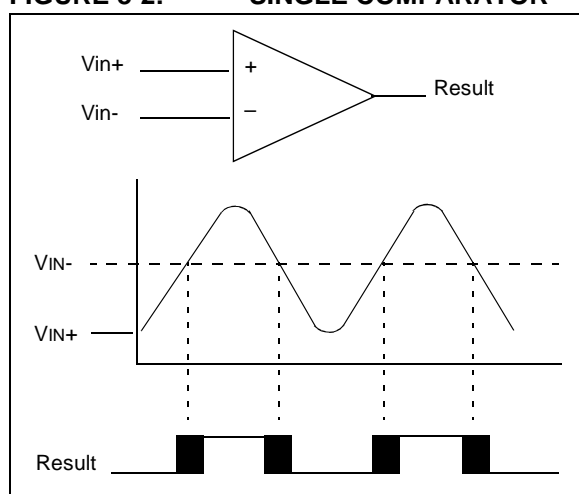 FIGURE 8-2: SINGLE COMPARATOR
Vin+
+
Result
Vin-
–
VIN-
VIN+
Result